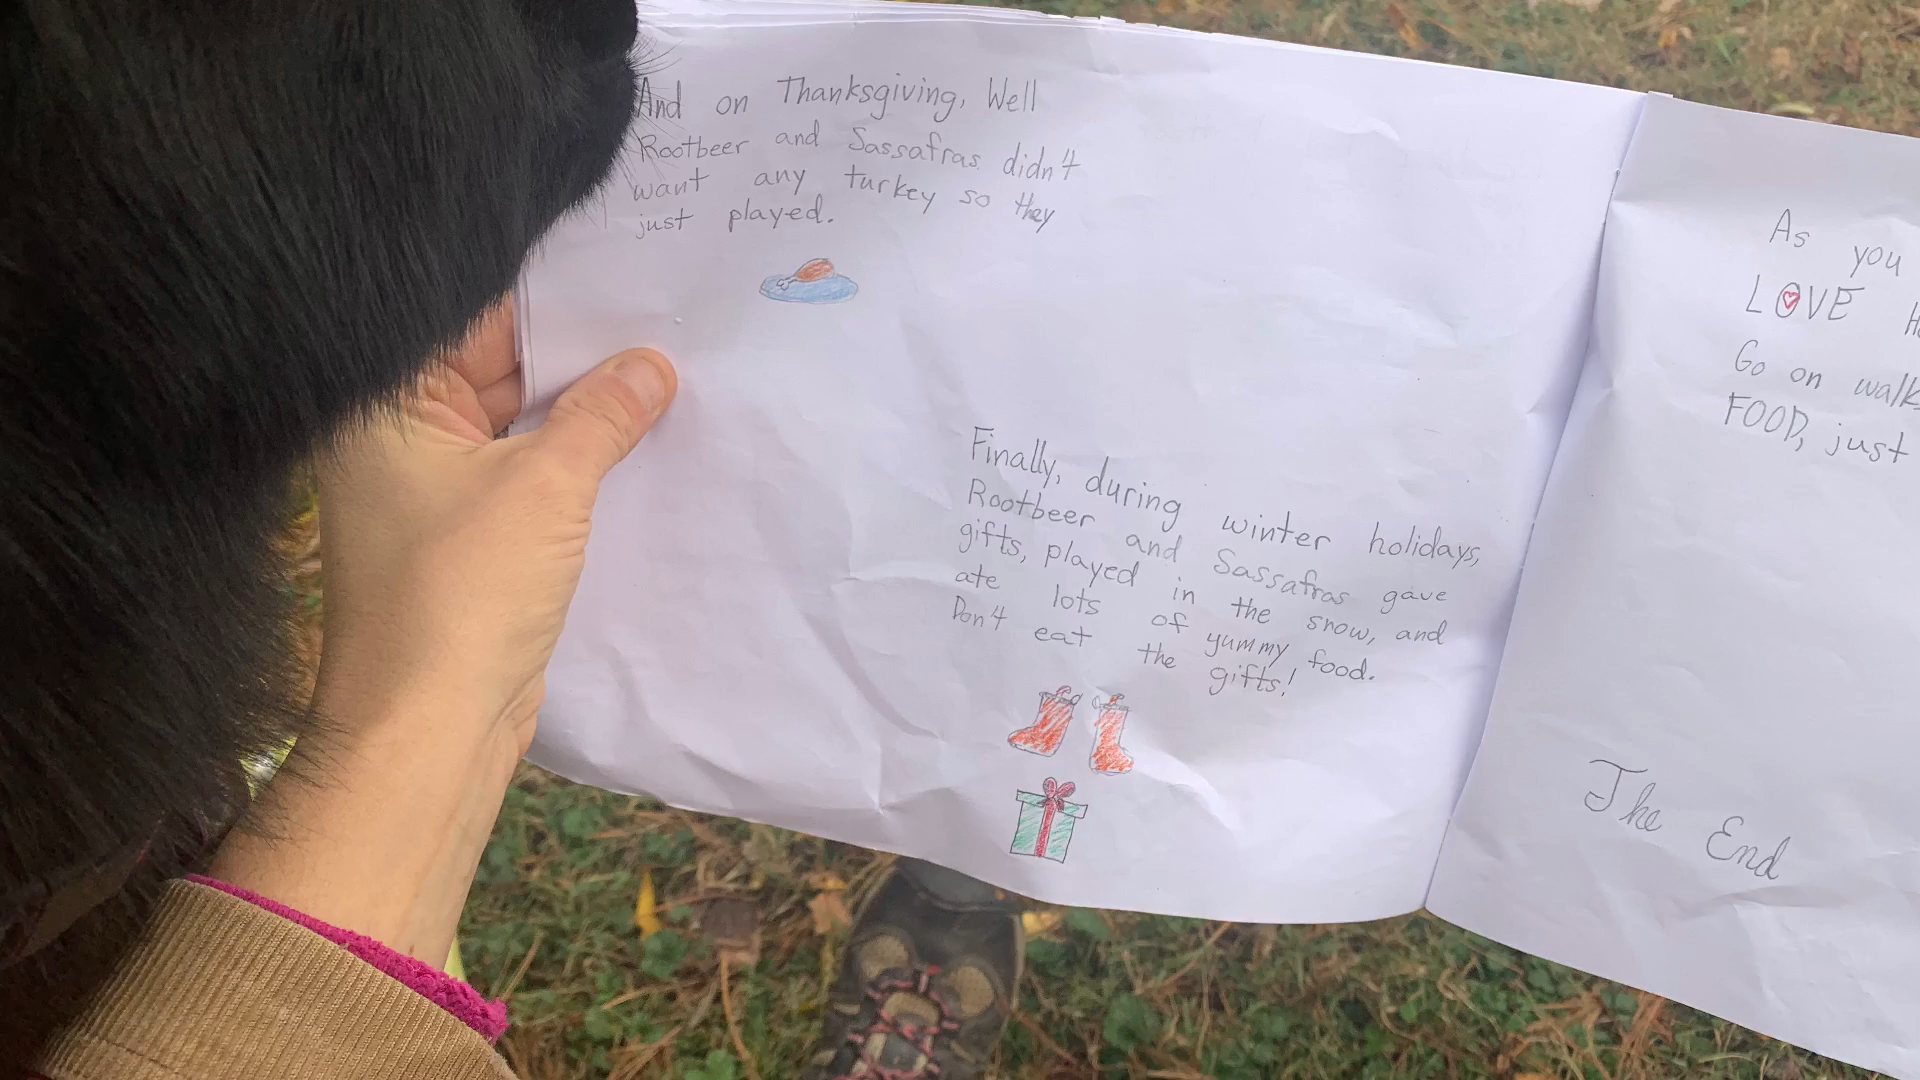 And on Thanksgiving, Well
Rootbeer and Sassafras didn't
want any turkey so they
just played.
Finally, during winter holidays,
Rootbeer and Sassafras gave
gifts, played in the snow, and
ate lots of yummy food.
Don't eat the gifts!
As you
LOVE
Go on
FOOD, just
The End